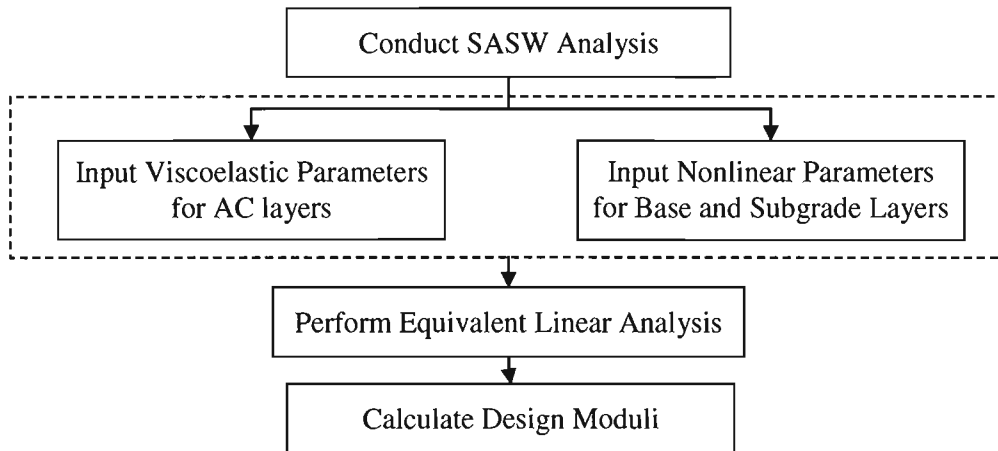 Conduct SASW Analysis
Input Viscoelastic Parameters
for AC layers
Input Nonlinear Parameters
for Base and Subgrade Layers
Perform Equivalent Linear Analysis
Calculate Design Moduli